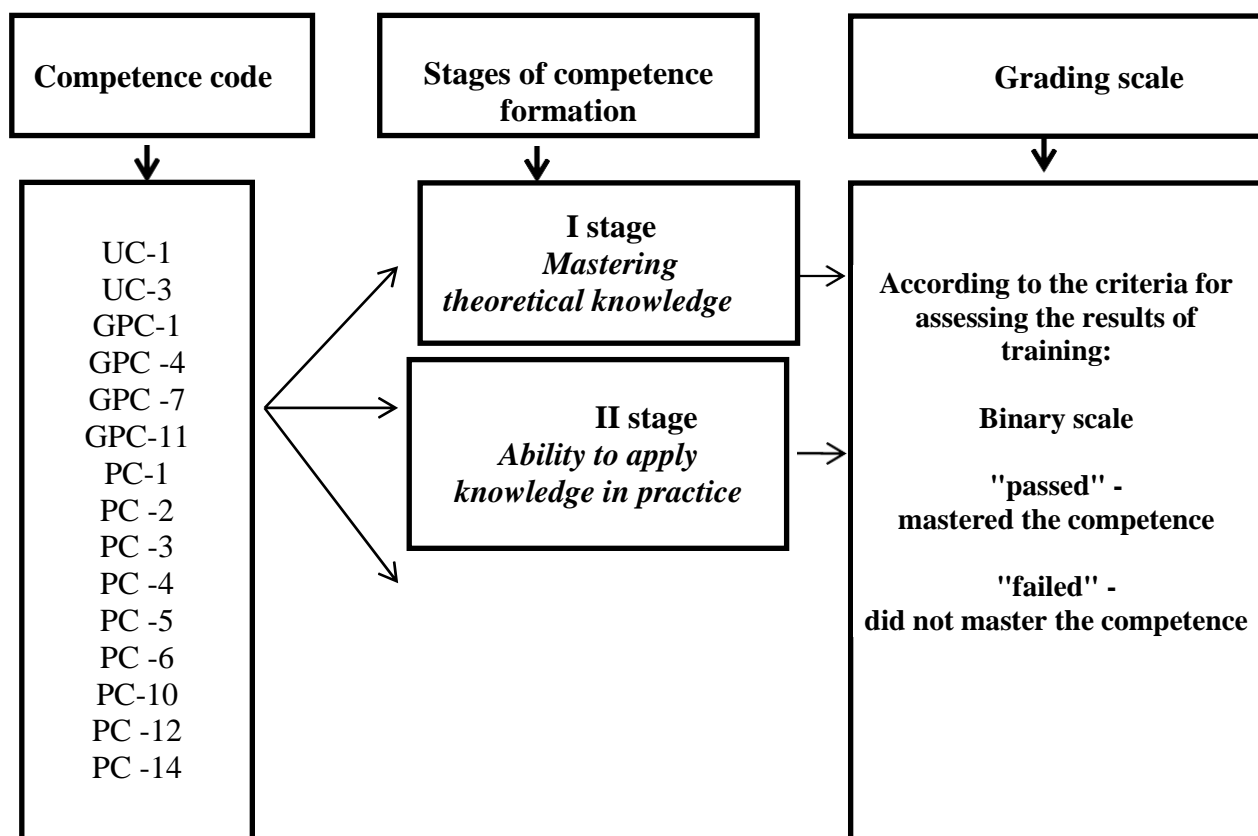 Competence code
Stages of competence
formation
Grading scale
UC-1
UC-3
GPC-1
GPC -4
GPC -7
GPC-11
PC-1
PC -2
PC -3
PC -4
PC -5
PC -6
PC-10
PC -12
PC -14
I stage
Mastering
theoretical knowledge
II stage
Ability to apply
knowledge in practice
According to the criteria for
assessing the results of
training:
Binary scale
"passed" -
mastered the competence
"failed" -
did not master the competence